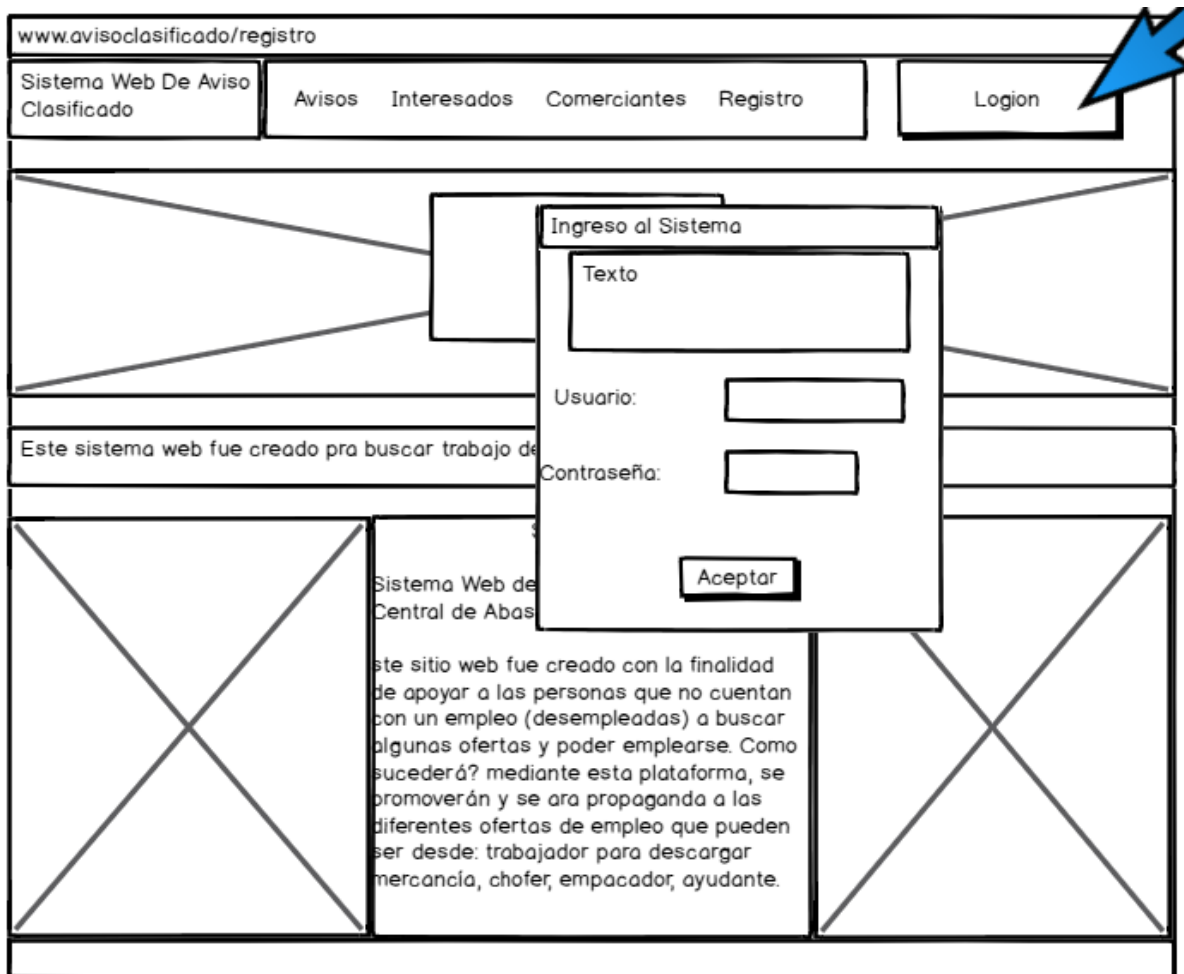 www.avisoclasificado/registro
Sistema Web De Aviso
Clasificado
Avisos Interesados Comerciantes Registro
Logion
Ingreso al Sistema
Texto
Usuario:
Contraseña:
Aceptar
Este sistema web fue creado pra buscar trabajo de
Sistema Web de
Central de Abas
ste sitio web fue creado con la finalidad
de apoyar a las personas que no cuentan
con un empleo (desempleadas) a buscar
algunas ofertas y poder emplearse. Como
sucederá? mediante esta plataforma, se
promoverán y se ara propaganda a las
diferentes ofertas de empleo que pueden
ser desde: trabajador para descargar
mercancía, chofer, empacador, ayudante.